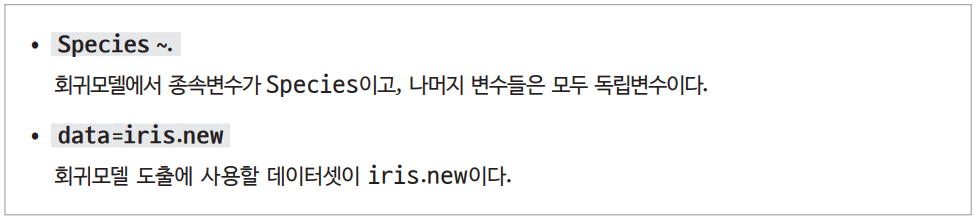 • Species ~.
회귀모델에서 종속변수가 Species이고, 나머지 변수들은 모두 독립변수이다.
• data=iris.new
회귀모델 도출에 사용할 데이터셋이 iris.new이다.